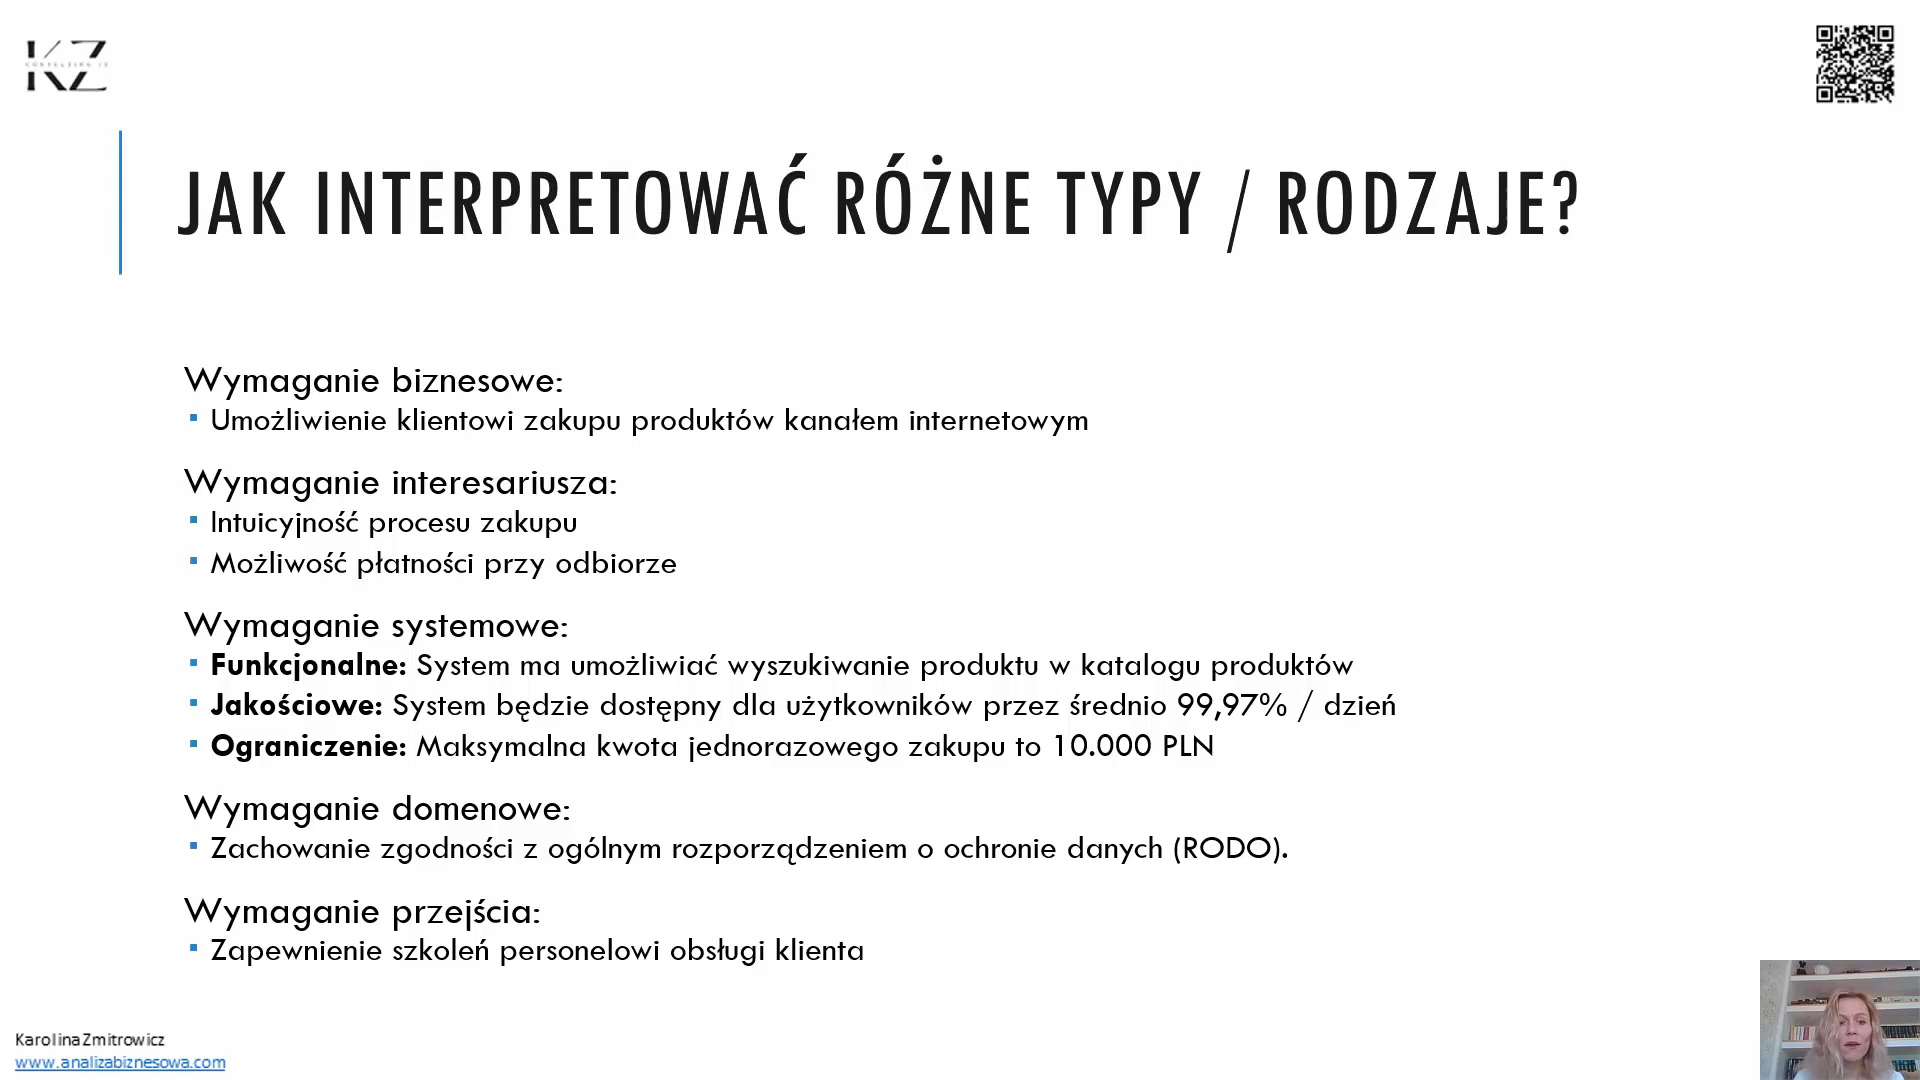 KZ
JAK INTERPRETOWAĆ RÓŻNE TYPY / RODZAJE?
Wymaganie biznesowe:
▪ Umożliwienie klientowi zakupu produktów kanałem internetowym
Wymaganie interesariusza:
▪ Intuicyjność procesu zakupu
▪ Możliwość płatności przy odbiorze
Wymaganie systemowe:
▪ Funkcjonalne: System ma umożliwiać wyszukiwanie produktu w katalogu produktów
▪ Jakościowe: System będzie dostępny dla użytkowników przez średnio 99,97% / dzień
▪ Ograniczenie: Maksymalna kwota jednorazowego zakupu to 10.000 PLN
Wymaganie domenowe:
▪ Zachowanie zgodności z ogólnym rozporządzeniem o ochronie danych (RODO).
Wymaganie przejścia:
▪ Zapewnienie szkoleń personelowi obsługi klienta
Karolina Zmitrowicz
www.analizabiznesowa.com